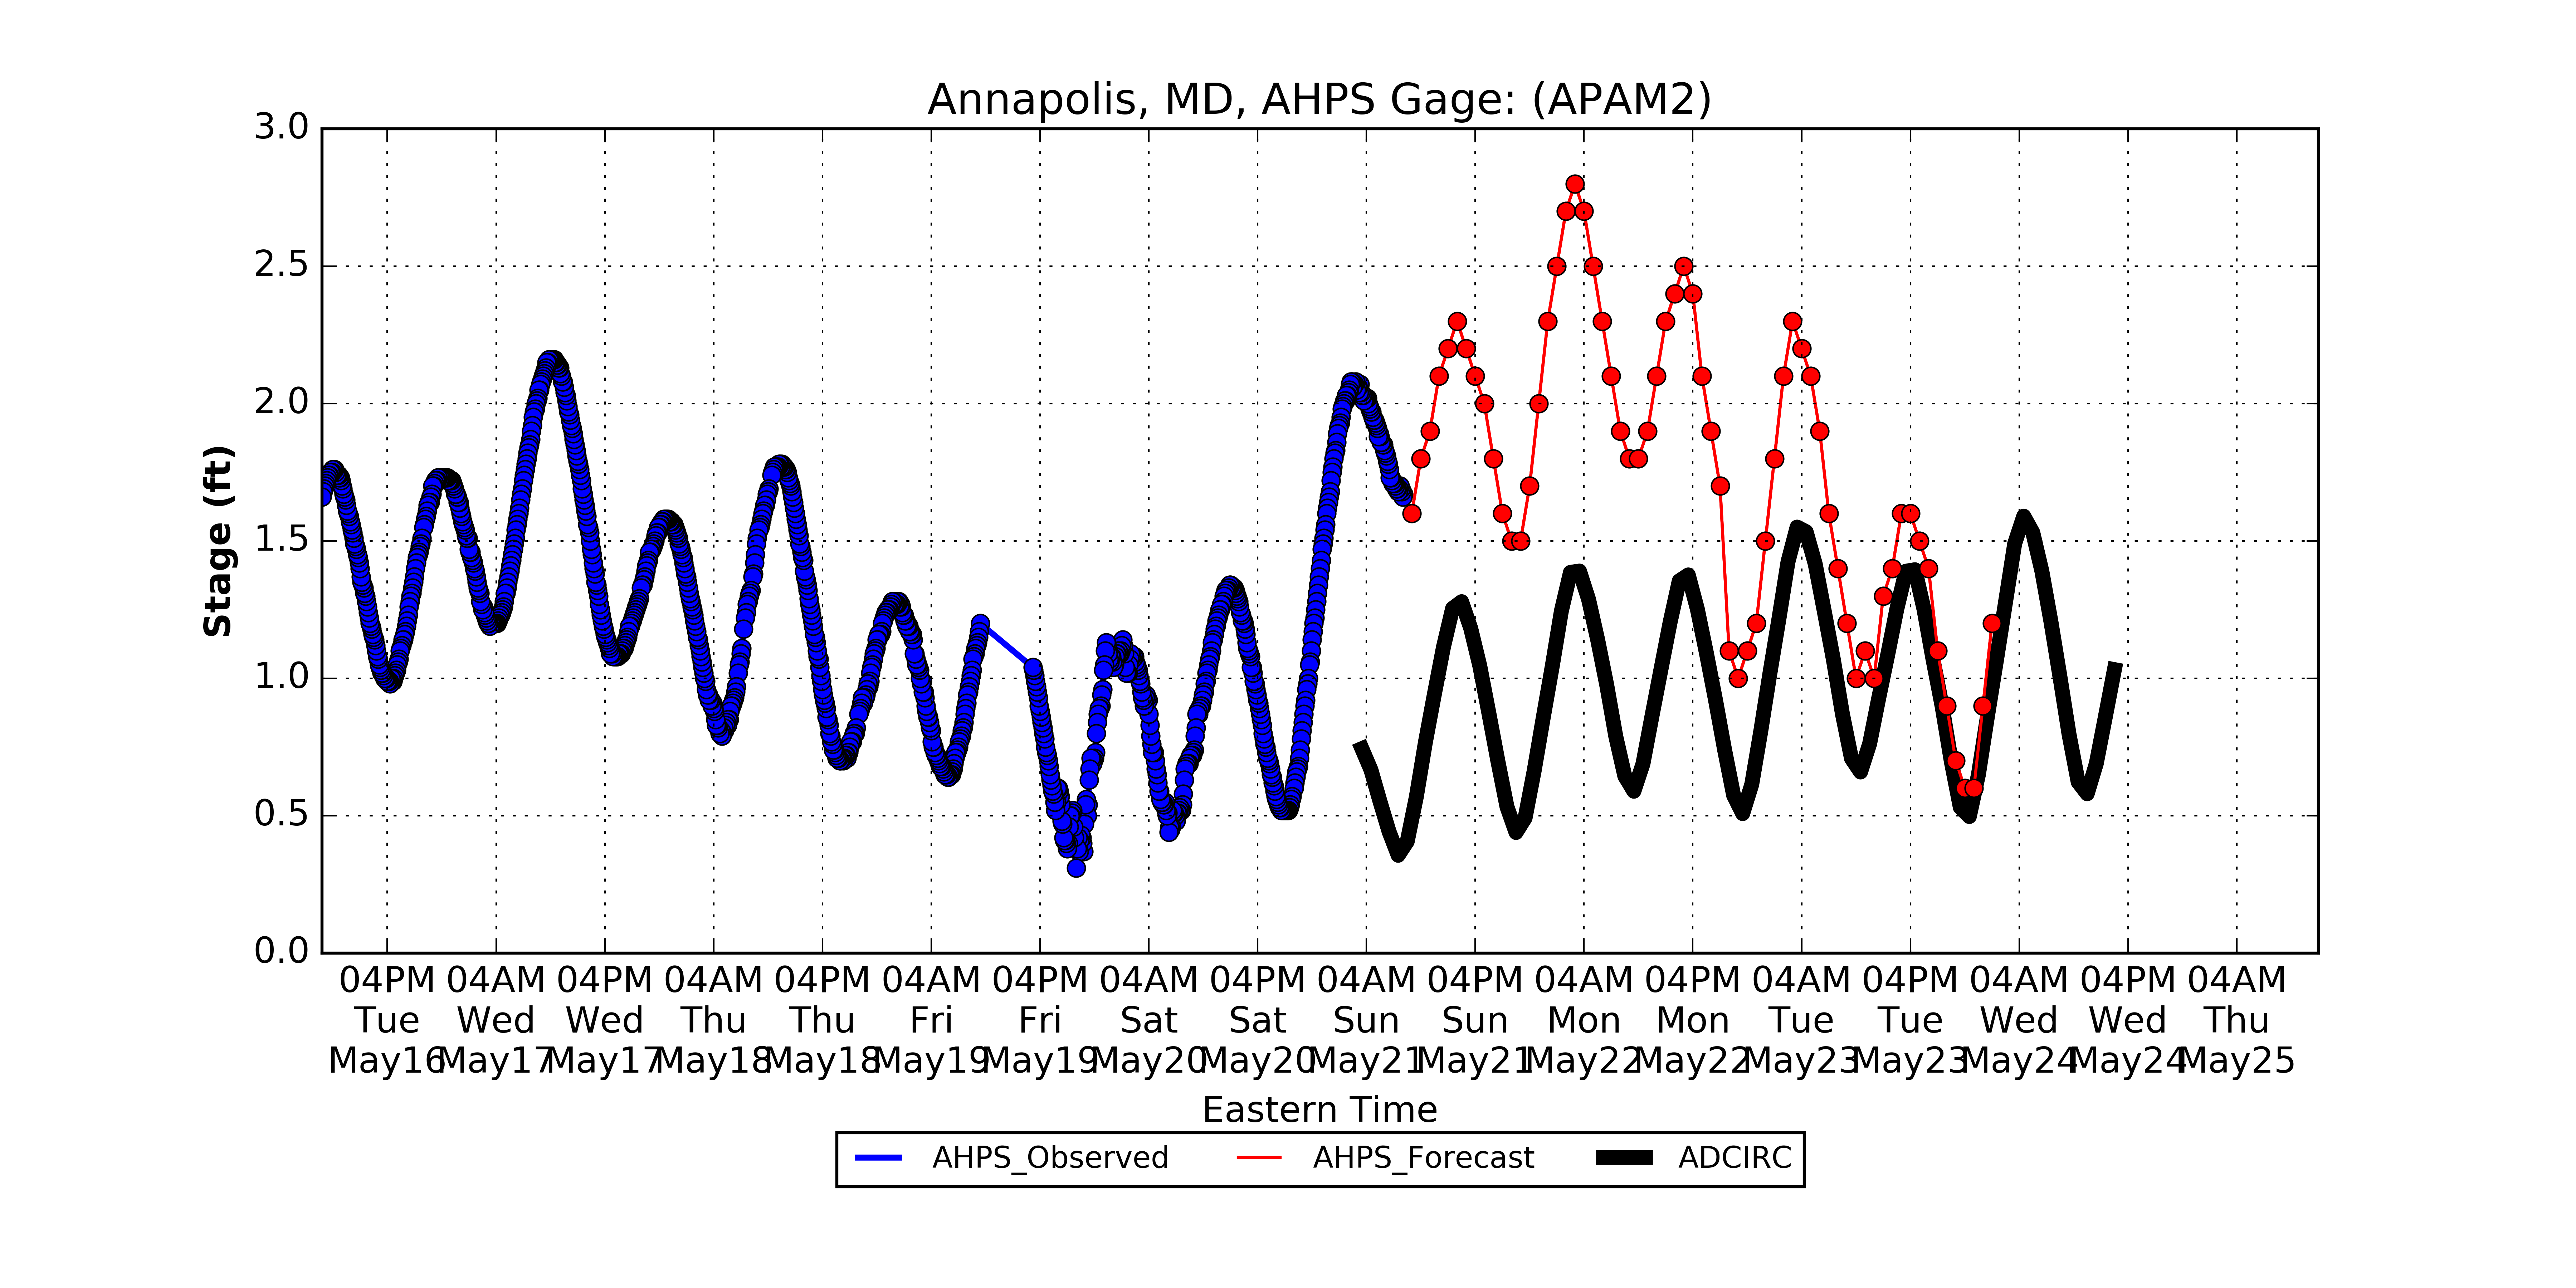 Annapolis, MD, AHPS Gage: (APAM2)
3.0
2.5
2.0
1.5
1.0
0.5
0.0
Stage (ft)
04PM 04AM 04PM 04AM 04PM 04AM 04PM 04AM 04PM 04AM 04PM 04AM 04PM 04AM 04PM 04AM 04PM 04AM
Tue Wed Wed Thu Thu Fri Fri Sat Sat Sun Sun Mon Mon Tue Tue Wed Wed Thu
May16 May17 May17 May18 May18 May19 May19 May20 May20 May21 May21 May22 May22 May23 May23 May24 May24 May25
Eastern Time
AHPS_Observed AHPS_Forecast ADCIRC